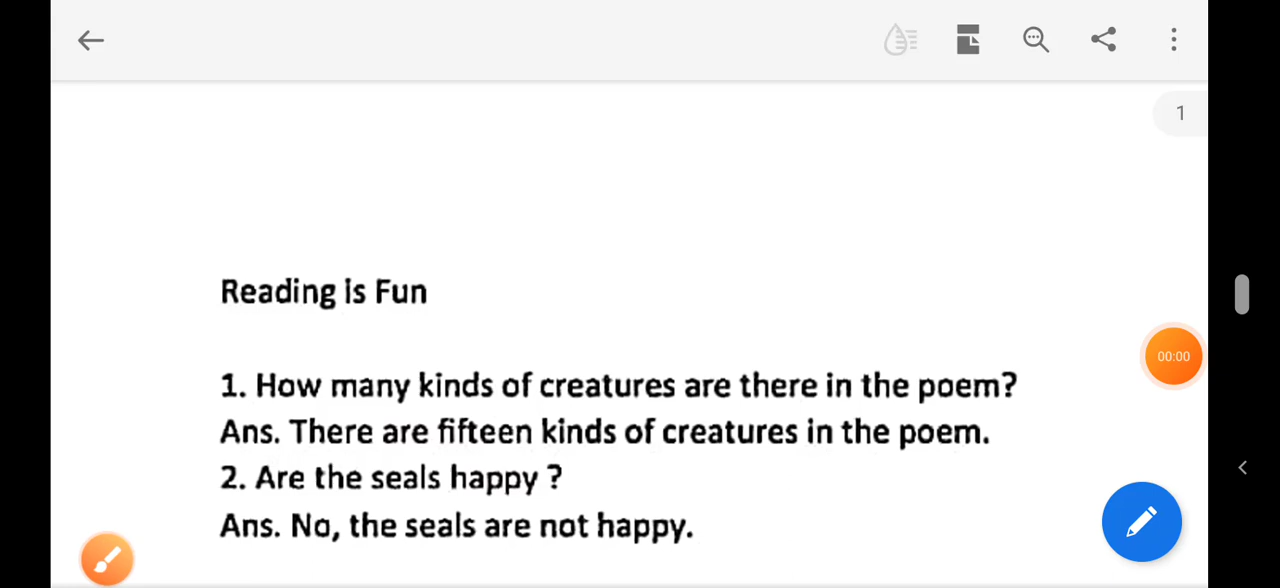 1
Reading is Fun
00:00
1. How many kinds of creatures are there in the poem?
Ans. There are fifteen kinds of creatures in the poem.
2. Are the seals happy ?
Ans. No, the seals are not happy.